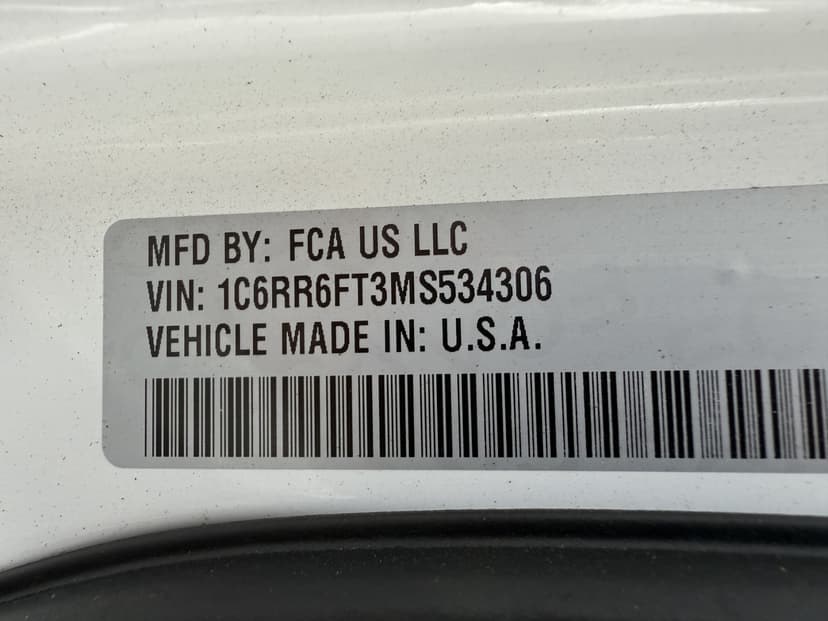 MFD BY: FCA US LLC
VIN: 1C6RR6FT3MS534306
VEHICLE MADE IN: U.S.A.